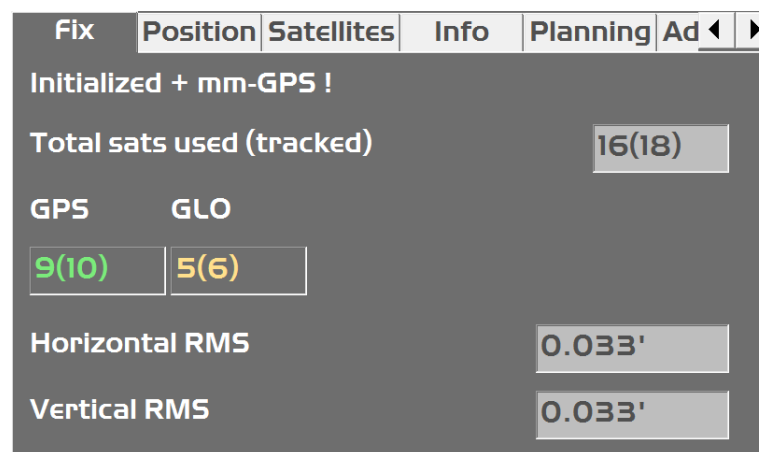 Fix Position Satellites Info Planning Ad
Initialized + mm-GPS !
Total sats used (tracked) 16(18)
GPS GLO
9(10) 5(6)
Horizontal RMS 0.033'
Vertical RMS 0.033'